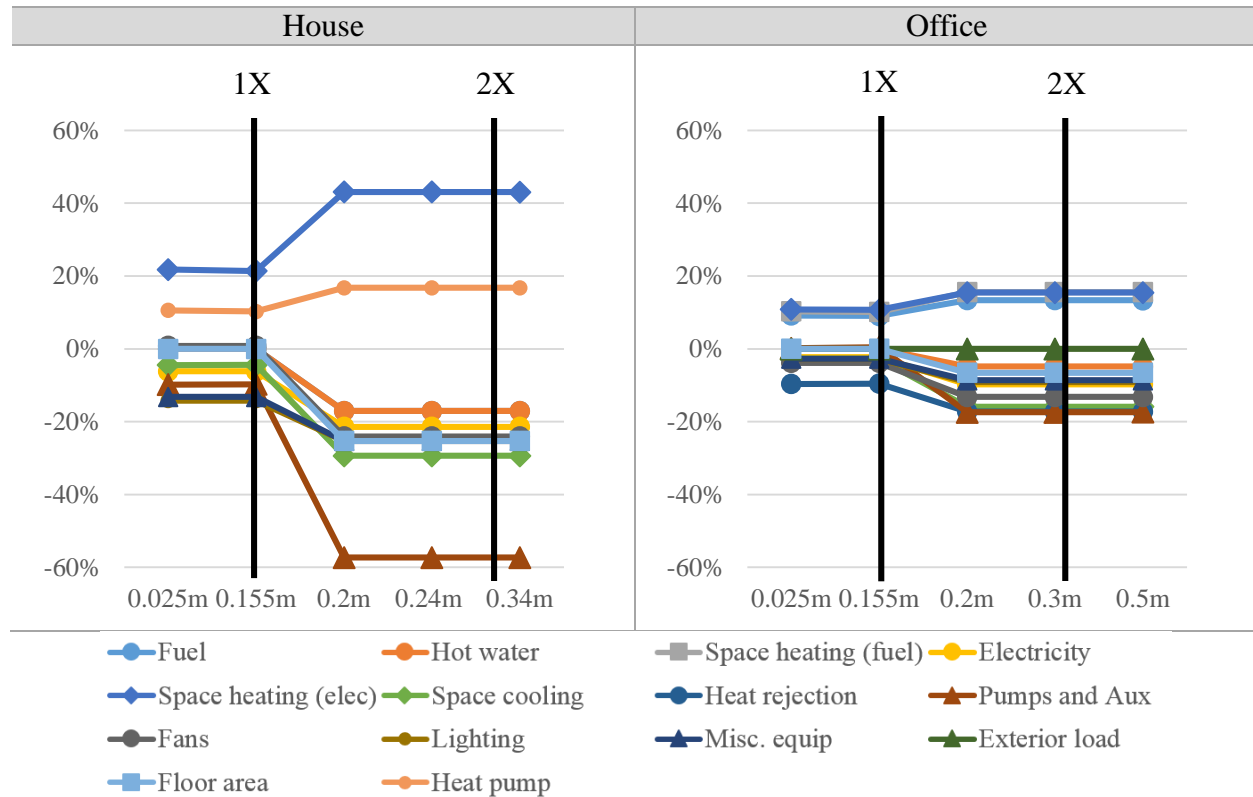 House Office
1X 2X 1X 2X
60% 60%
40% 40%
20% 20%
0% 0%
-20% -20%
-40% -40%
-60% -60%
0.025m 0.155m 0.2m 0.24m 0.34m 0.025m 0.155m 0.2m 0.3m 0.5m
Fuel Hot water Space heating (fuel) Electricity
Space heating (elec) Space cooling Heat rejection Pumps and Aux
Fans Lighting Misc. equip Exterior load
Floor area Heat pump